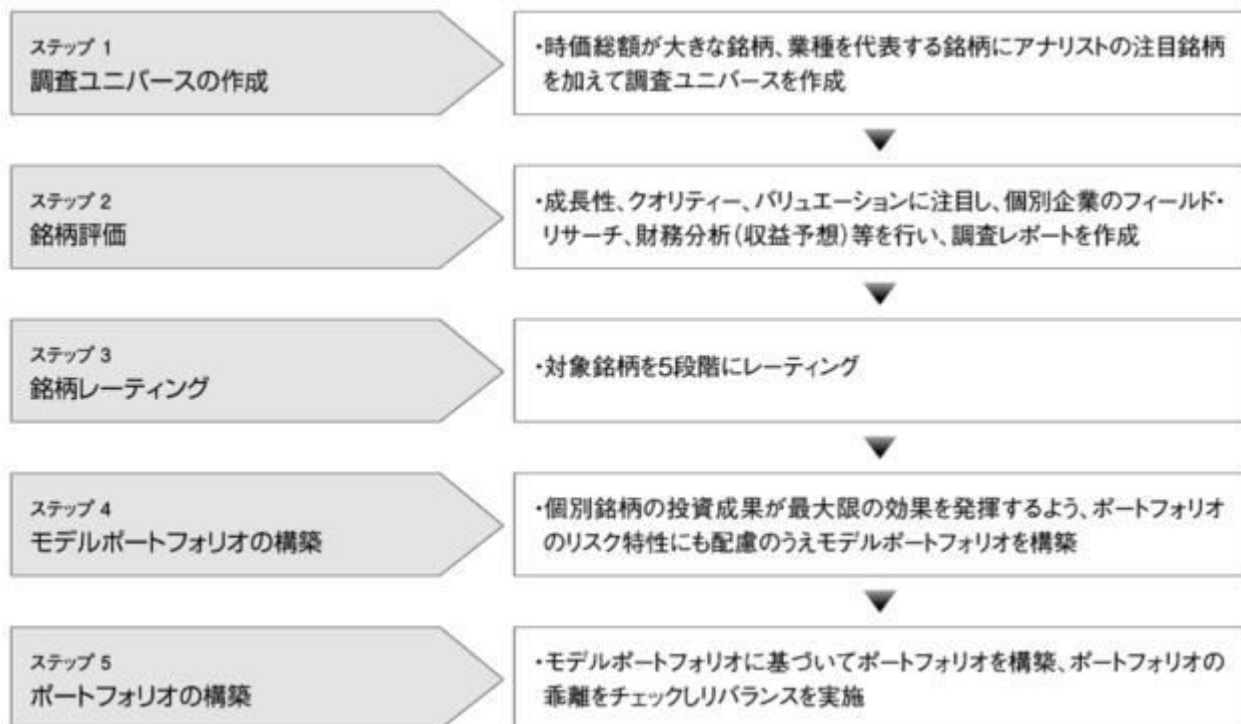 ステップ 1
調査ユニバースの作成
・時価総額が大きな銘柄、業種を代表する銘柄にアナリストの注目銘柄
を加えて調査ユニバースを作成
ステップ 2
銘柄評価
・成長性、クオリティー、バリュエーションに注目し、個別企業のフィールド・
リサーチ、財務分析(収益予想)等を行い、調査レポートを作成
ステップ 3
銘柄レーティング
・対象銘柄を5段階にレーティング
ステップ 4
モデルポートフォリオの構築
・個別銘柄の投資成果が最大限の効果を発揮するよう、ポートフォリオ
のリスク特性にも配慮のうえモデルポートフォリオを構築
ステップ 5
ポートフォリオの構築
・モデルポートフォリオに基づいてポートフォリオを構築、ポートフォリオの
乖離をチェックしリバランスを実施